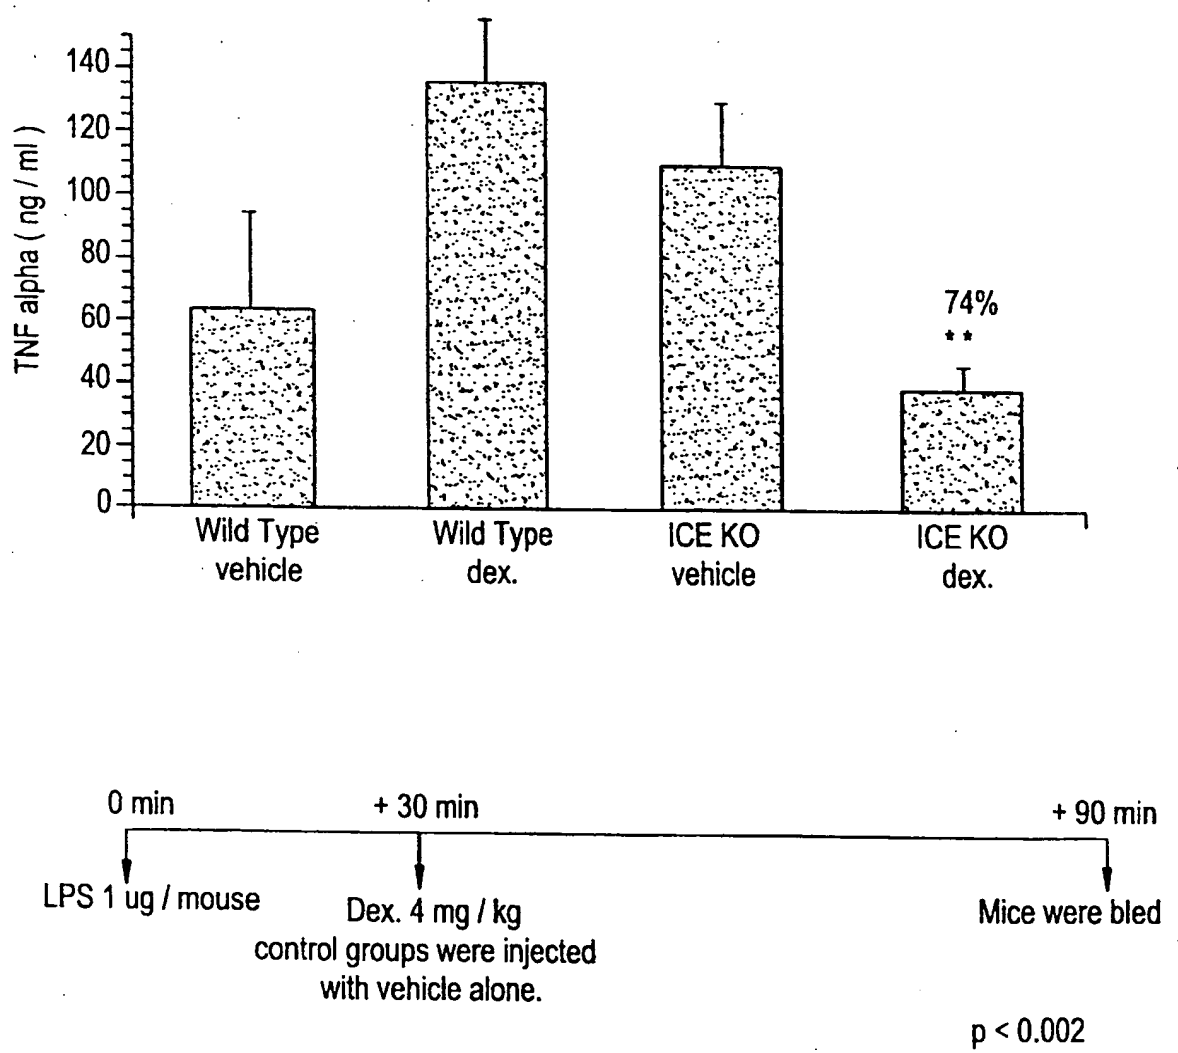 TNF alpha ( ng / ml )
140
120
100
80
60
40
20
0
74%
**
Wild Type
vehicle
Wild Type
dex.
ICE KO
vehicle
ICE KO
dex.
0 min
+ 30 min
+ 90 min
LPS 1 ug / mouse
Dex. 4 mg / kg
control groups were injected
with vehicle alone.
Mice were bled
p < 0.002